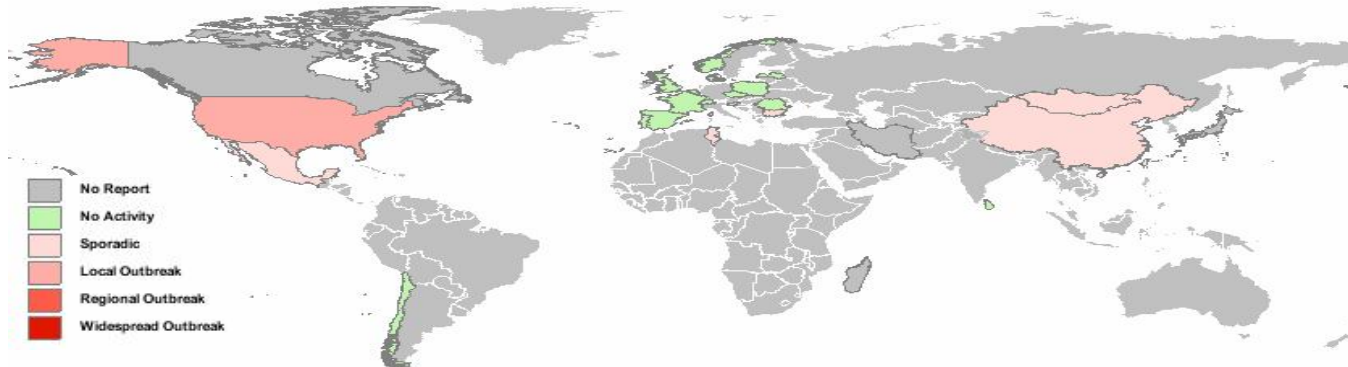 No Report
No Activity
Sporadic
Local Outbreak
Regional Outbreak
Widespread Outbreak